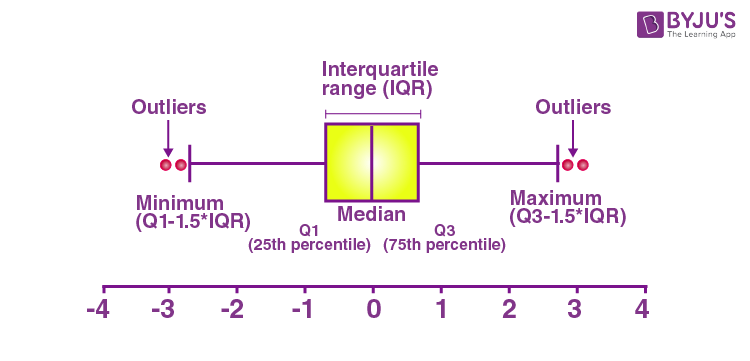 BYJU'S
The Learning App
Interquartile
range (IQR)
Outliers
Outliers
Minimum
(Q1-1.5*IQR)
Median
Maximum
(Q3-1.5*IQR)
Q1
(25th percentile)
Q3
(75th percentile)
-4 -3 -2 -1 0 1 2 3 4